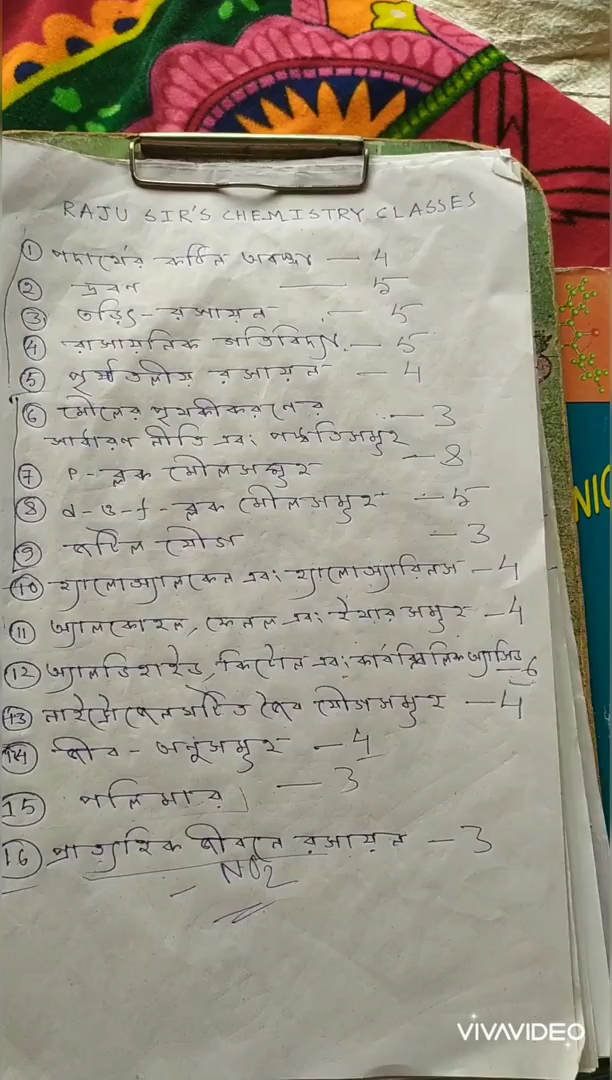 RAJU SIR'S CHEMISTRY CLASSES
① পদার্থের কঠিন অবস্থা — 4
② দ্রবণ — 5
③ তড়িৎ-রসায়ন — 5
④ রাসায়নিক গতিবিদ্যা — 5
⑤ পৃষ্ঠতলীয় রসায়ন — 4
⑥ মৌলের পৃথকীকরণের — 3
সাধারণ নীতি এবং পদ্ধতিসমূহ
⑦ P-ব্লক মৌলসমূহ — 8
⑧ d-ও-f-ব্লক মৌলসমূহ — 5
⑨ জটিল যৌগ — 3
⑩ হ্যালোঅ্যালকেন এবং হ্যালোঅ্যারিনস — 4
⑪ অ্যালকোহল, ফেনল এবং ইথার সমূহ — 4
⑫ অ্যালডিহাইড, কিটোন এবং কার্বক্সিলিক অ্যাসিড — 6
⑬ নাইট্রোজেনঘটিত জৈব যৌগসমূহ — 4
⑭ জীব-অনুসমূহ — 4
15 পলিমার — 3
⑯ প্রাত্যহিক জীবনে রসায়ন — 3
— NO2
NIC
VIVAVIDEO